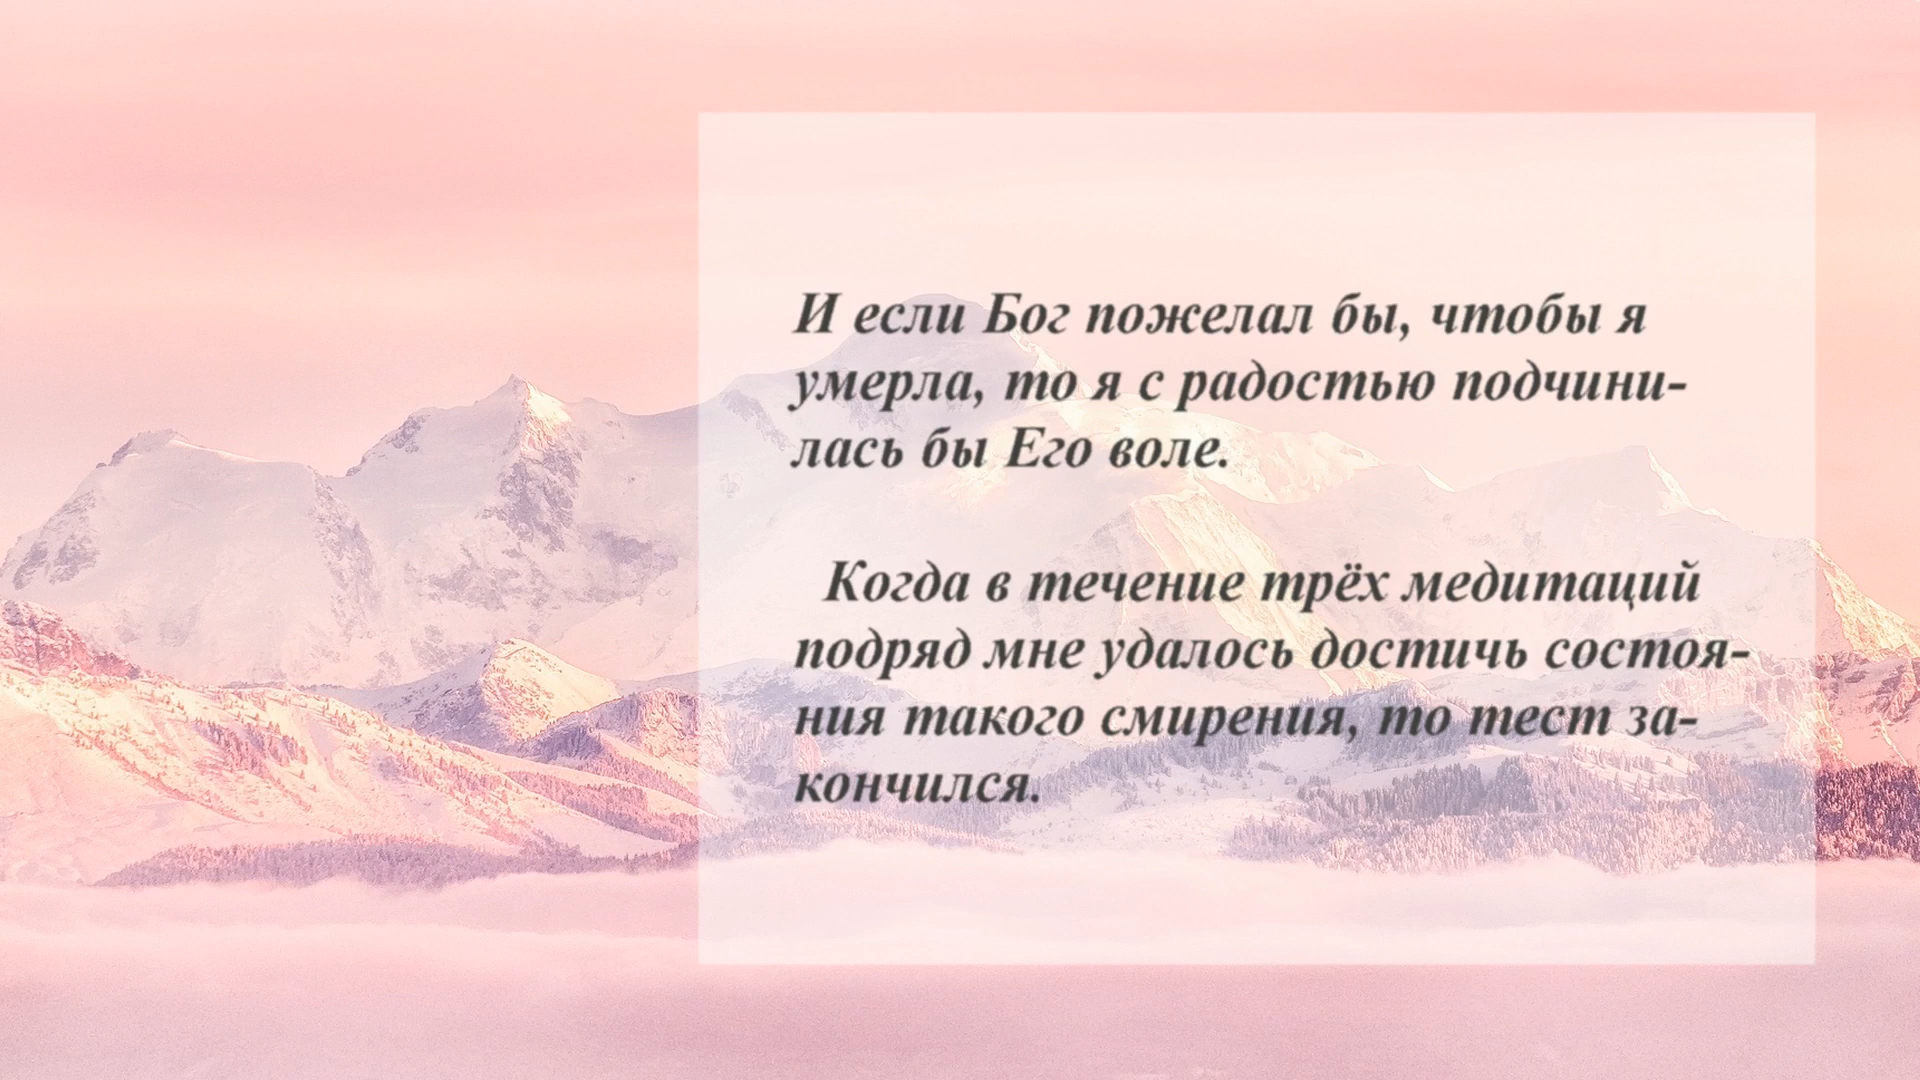 И если Бог пожелал бы, чтобы я
умерла, то я с радостью подчини-
лась бы Его воле.
Когда в течение трёх медитаций
подряд мне удалось достичь состоя-
ния такого смирения, то тест за-
кончился.